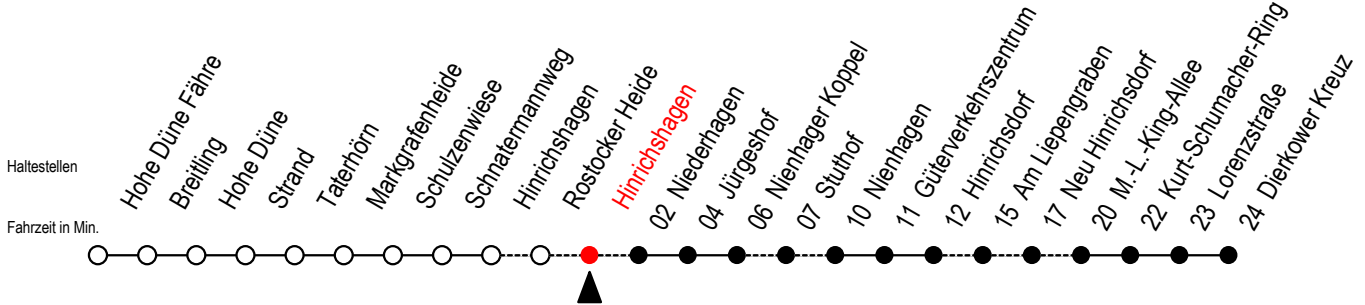 Haltestellen
Fahrzeit in Min.
Hohe Düne Fähre
Breitling
Hohe Düne
Strand
Taterhörn
Markgrafenheide
Schulzenwiese
Schnatermannweg
Hinrichshagen
Rostocker Heide
Hinrichshagen
02 Niederhagen
04 Jürgeshof
06 Nienhager Koppel
07 Stuthof
10 Nienhagen
11 Güterverkehrszentrum
12 Hinrichsdorf
15 Am Liepengraben
17 Neu Hinrichsdorf
20 M.-L.-King-Allee
22 Kurt-Schumacher-Ring
23 Lorenzstraße
24 Dierkower Kreuz